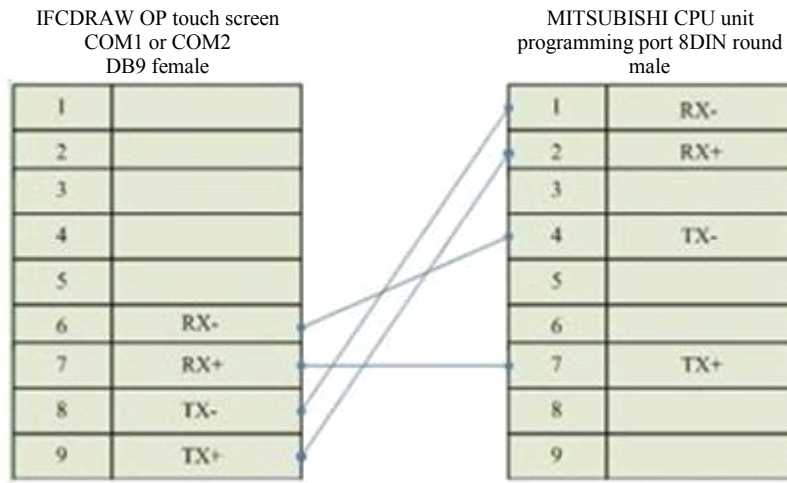 IFCDRAW OP touch screen
COM1 or COM2
DB9 female
MITSUBISHI CPU unit
programming port 8DIN round
male
1
2
3
4
5
6 RX-
7 RX+
8 TX-
9 TX+
1 RX-
2 RX+
3
4 TX-
5
6
7 TX+
8
9